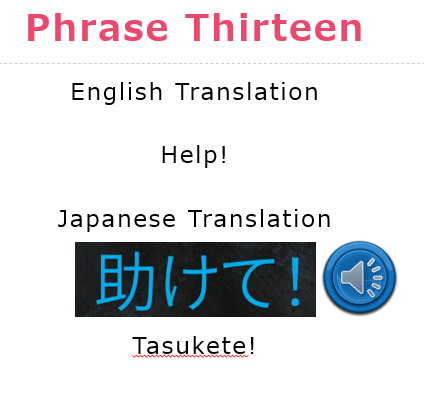 Phrase Thirteen
English Translation
Help!
Japanese Translation
助けて!
Tasukete!